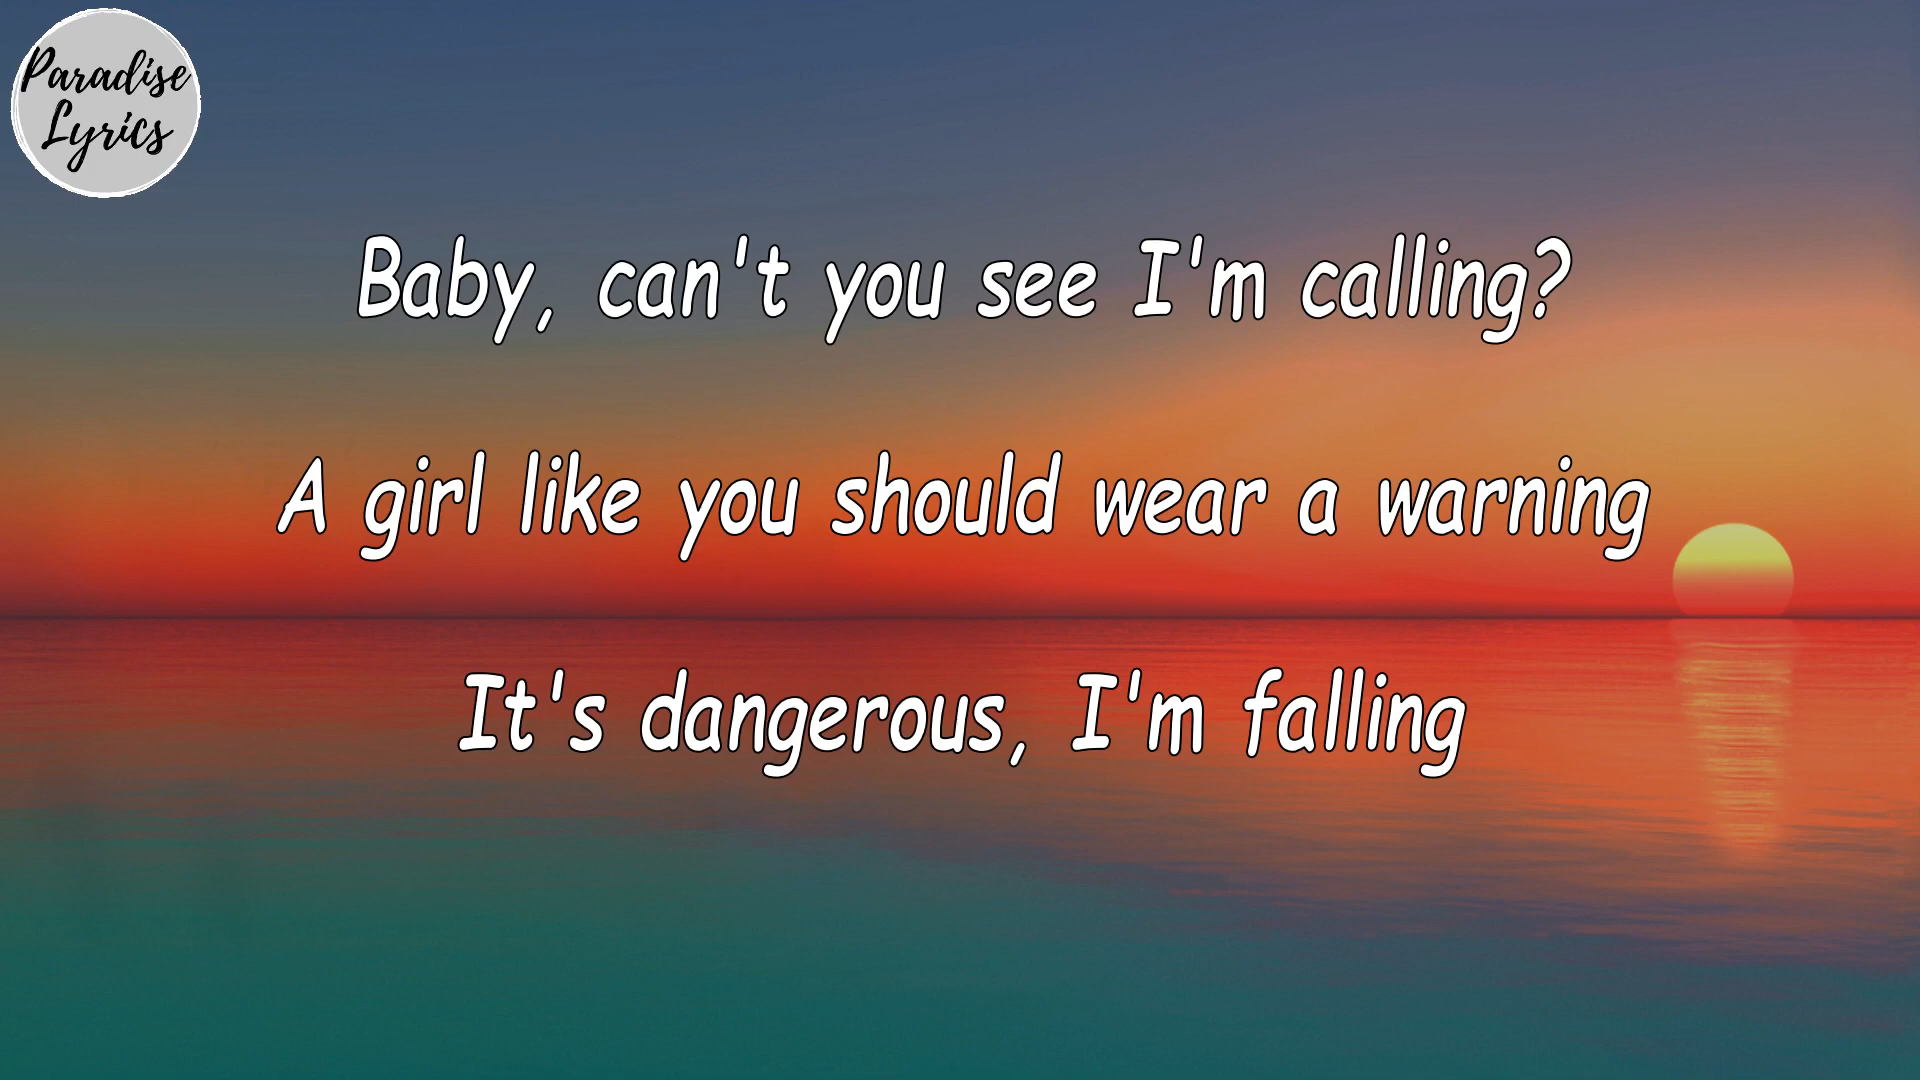 Paradise
Lyrics
Baby, can't you see I'm calling?
A girl like you should wear a warning
It's dangerous, I'm falling